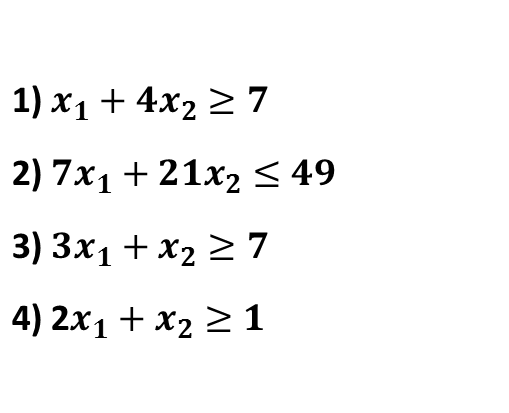 1) x₁ + 4x₂ ≥ 7
2) 7x₁ + 21x₂ ≤ 49
3) 3x₁ + x₂ ≥ 7
4) 2x₁ + x₂ ≥ 1